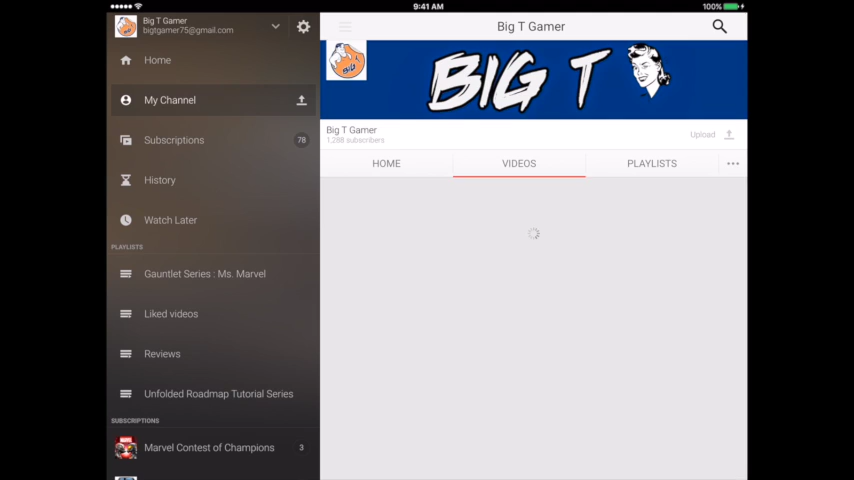 9:41 AM
100%
Big T Gamer
bigtgamer75@gmail.com
Home
My Channel
Subscriptions
78
History
Watch Later
PLAYLISTS
Gauntlet Series : Ms. Marvel
Liked videos
Reviews
Unfolded Roadmap Tutorial Series
SUBSCRIPTIONS
Marvel Contest of Champions
3
Big T Gamer
BIG T
Big T Gamer
1,288 subscribers
Upload
HOME
VIDEOS
PLAYLISTS